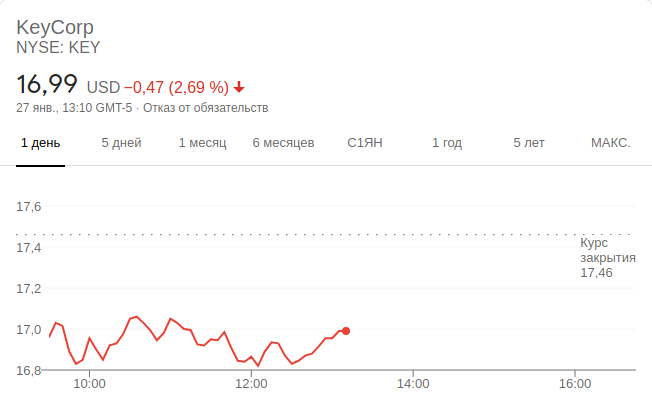 KeyCorp
NYSE: KEY
16,99 USD −0,47 (2,69 %)
27 янв., 13:10 GMT-5 · Отказ от обязательств
1 день 5 дней 1 месяц 6 месяцев С1ЯН 1 год 5 лет МАКС.
17,6
17,4
Курс
закрытия
17,46
17,2
17,0
16,8
10:00 12:00 14:00 16:00